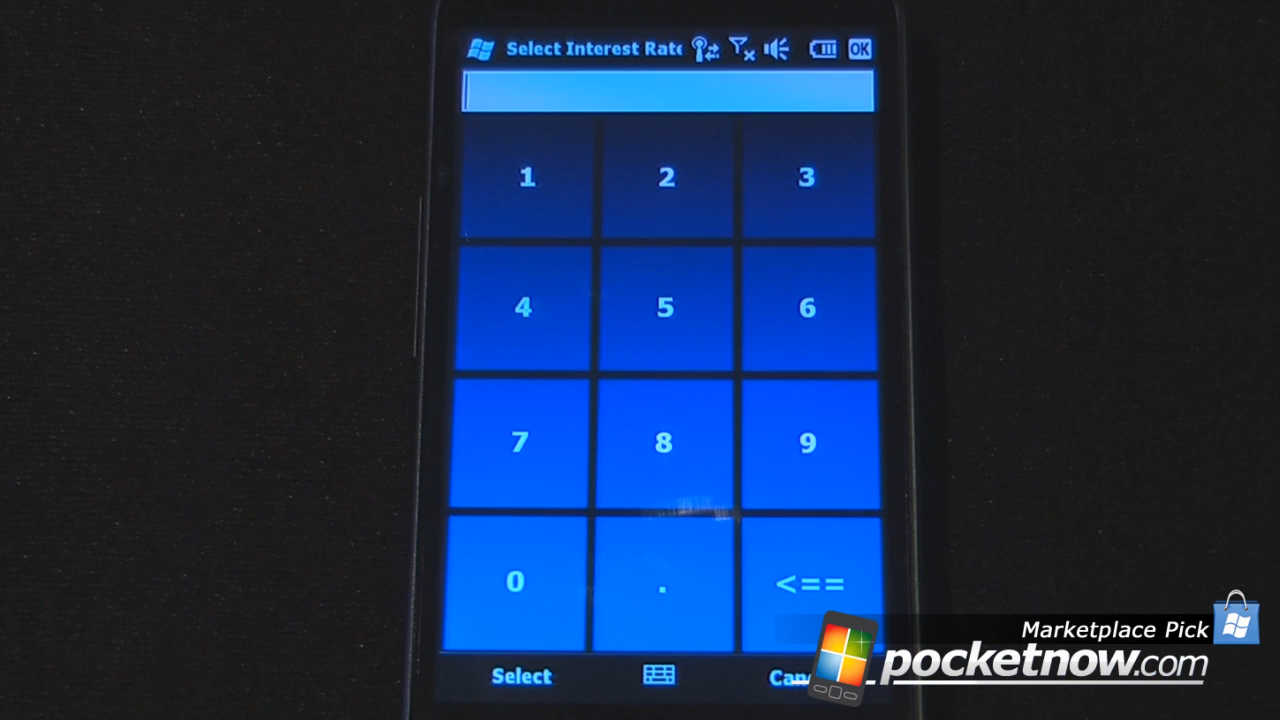 Select Interest Rate OK
1 2 3
4 5 6
7 8 9
0 . <==
Select
Marketplace Pick
pocketnow.com